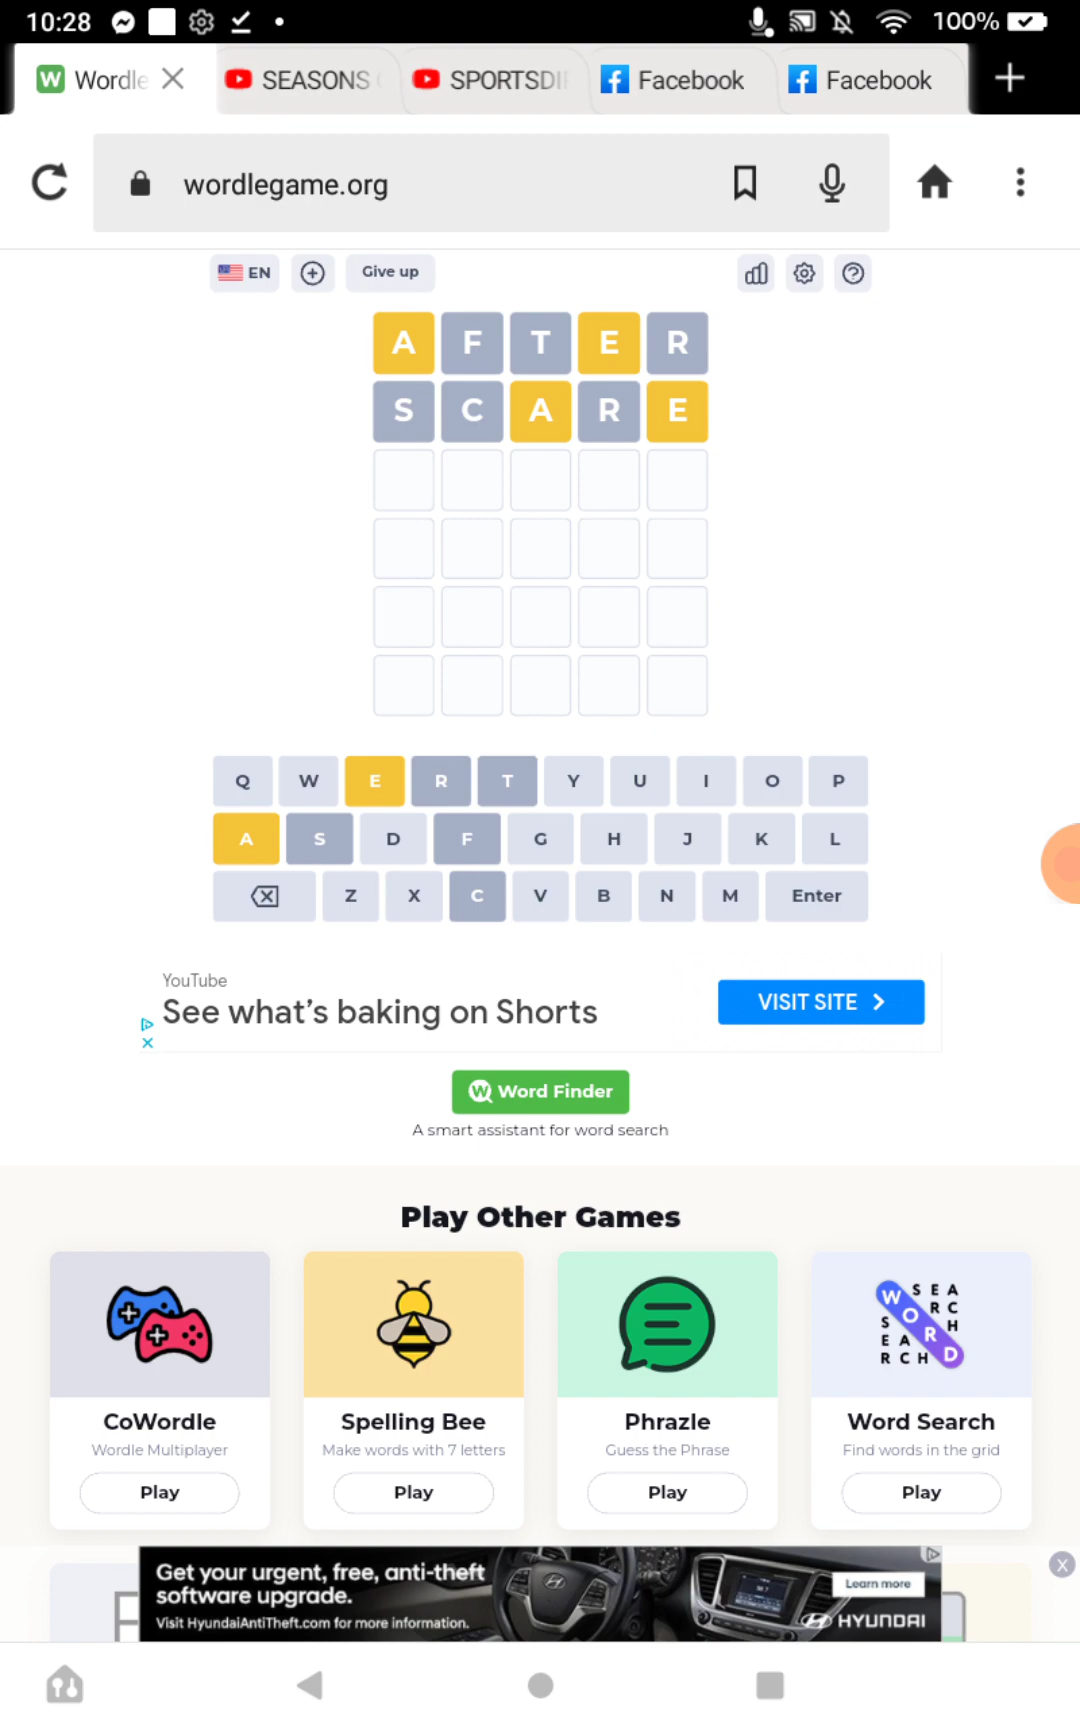 10:28 100%
Wordle SEASONS SPORTSDI Facebook Facebook
wordlegame.org
EN Give up
A F T E R
S C A R E
Q W E R T Y U I O P
A S D F G H J K L
Z X C V B N M Enter
YouTube
See what's baking on Shorts
VISIT SITE
Word Finder
A smart assistant for word search
Play Other Games
S E A
W R C
S O H
E A R
R C H D
CoWordle Spelling Bee Phrazle Word Search
Wordle Multiplayer Make words with 7 letters Guess the Phrase Find words in the grid
Play Play Play Play
Get your urgent, free, anti-theft
software upgrade.
Visit HyundaiAntiTheft.com for more information.
Learn more
HYUNDAI